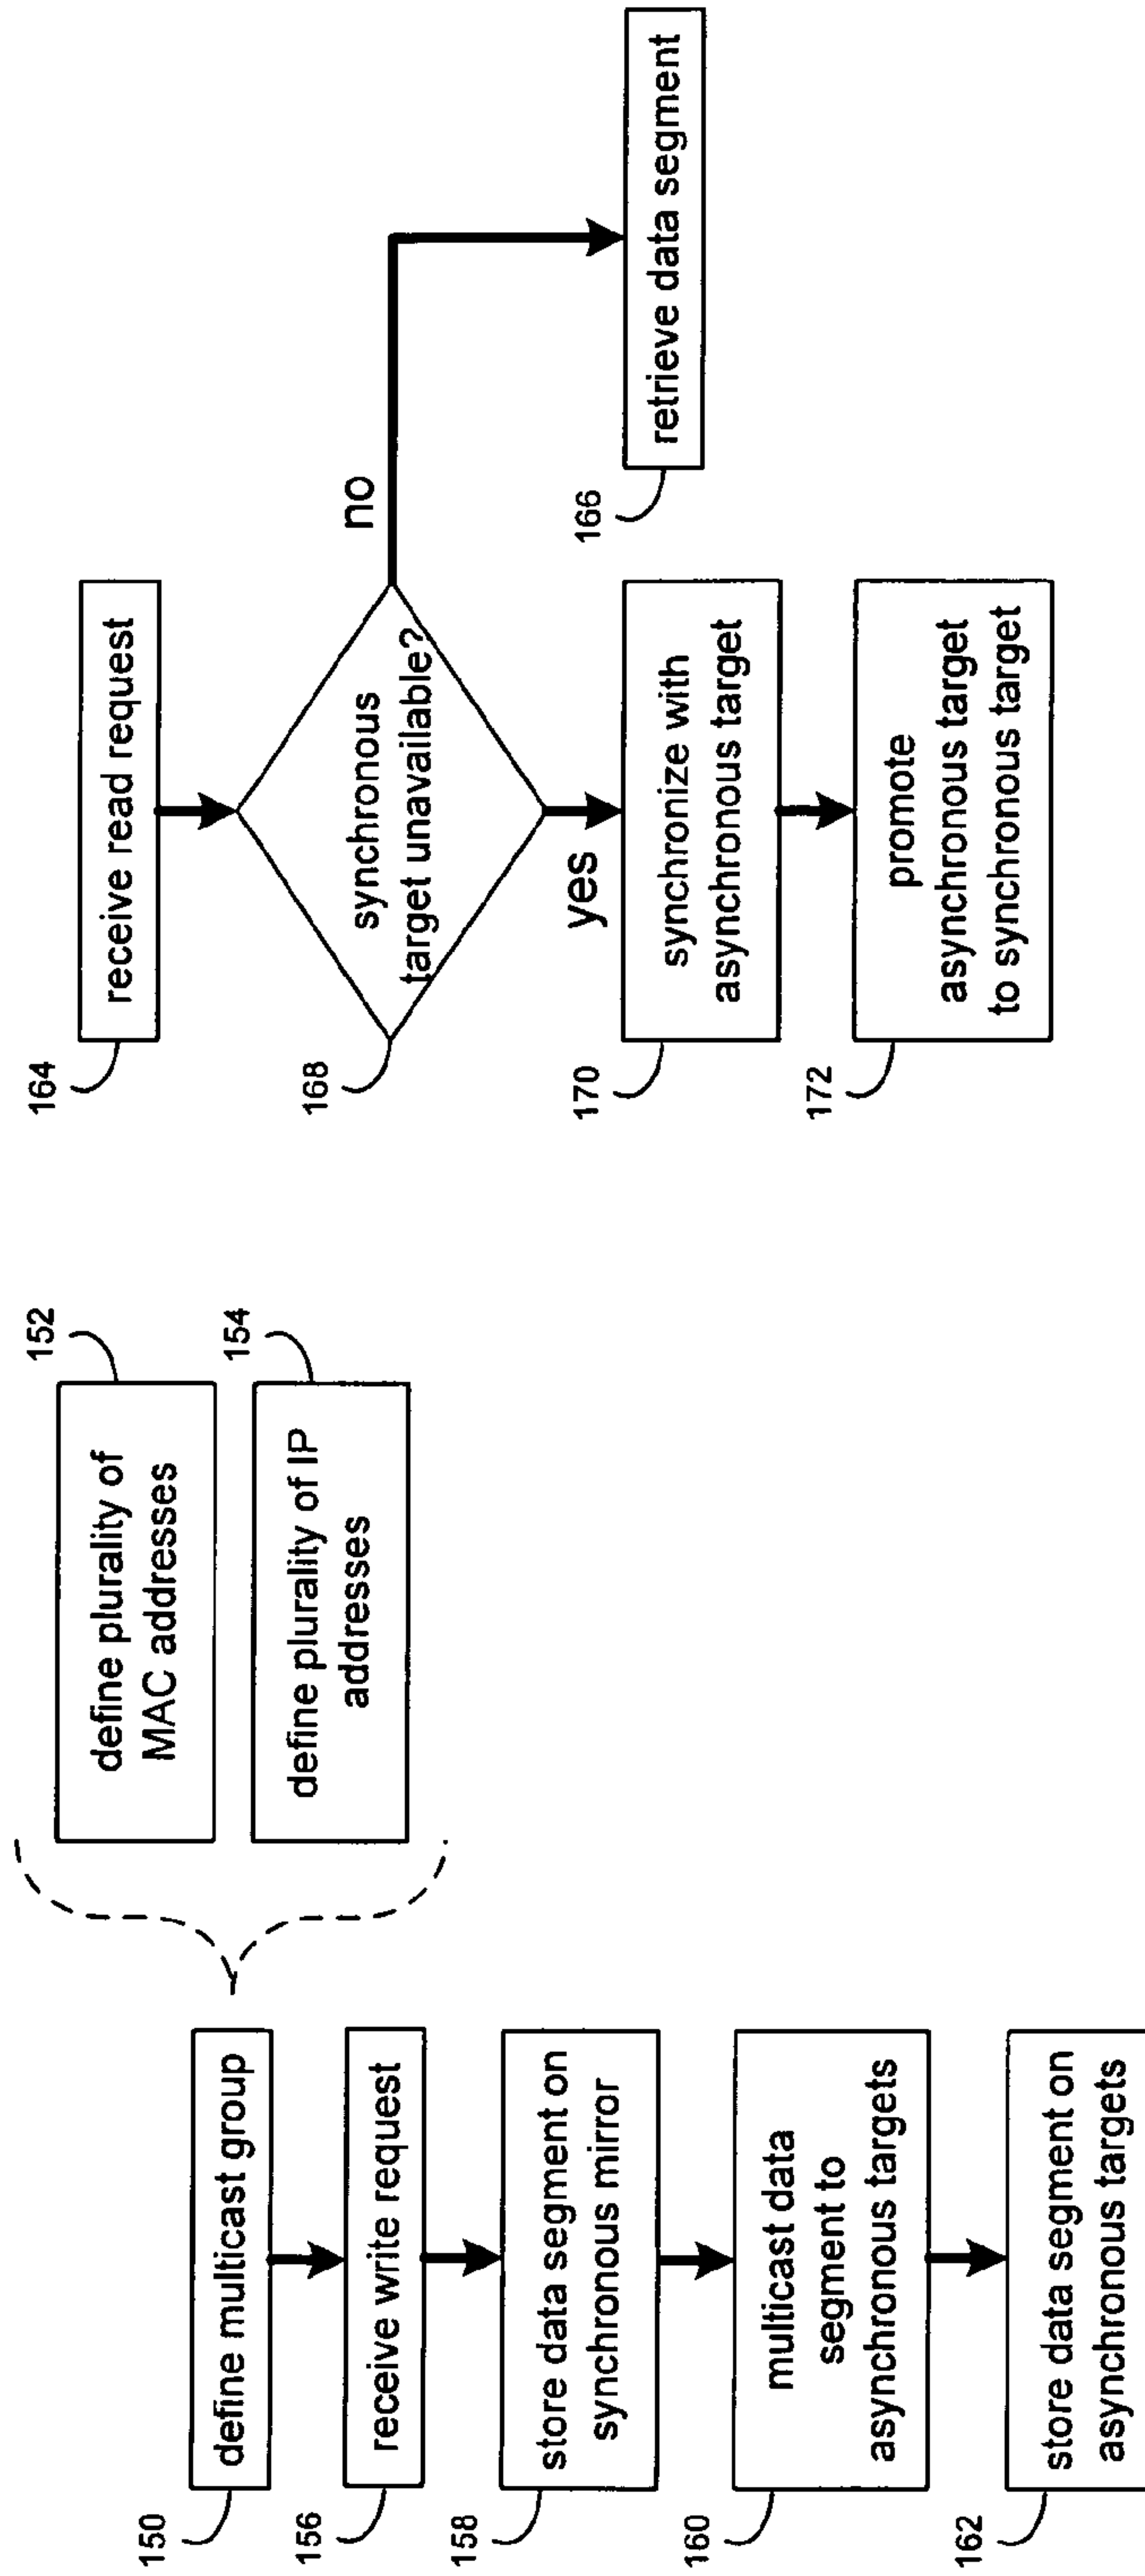 150
define multicast group
152
define plurality of
MAC addresses
154
define plurality of IP
addresses
156
receive write request
158
store data segment on
synchronous mirror
160
multicast data
segment to
asynchronous targets
162
store data segment on
asynchronous targets
164
receive read request
168
synchronous
target unavailable?
no
yes
166
retrieve data segment
170
synchronize with
asynchronous target
172
promote
asynchronous target
to synchronous target